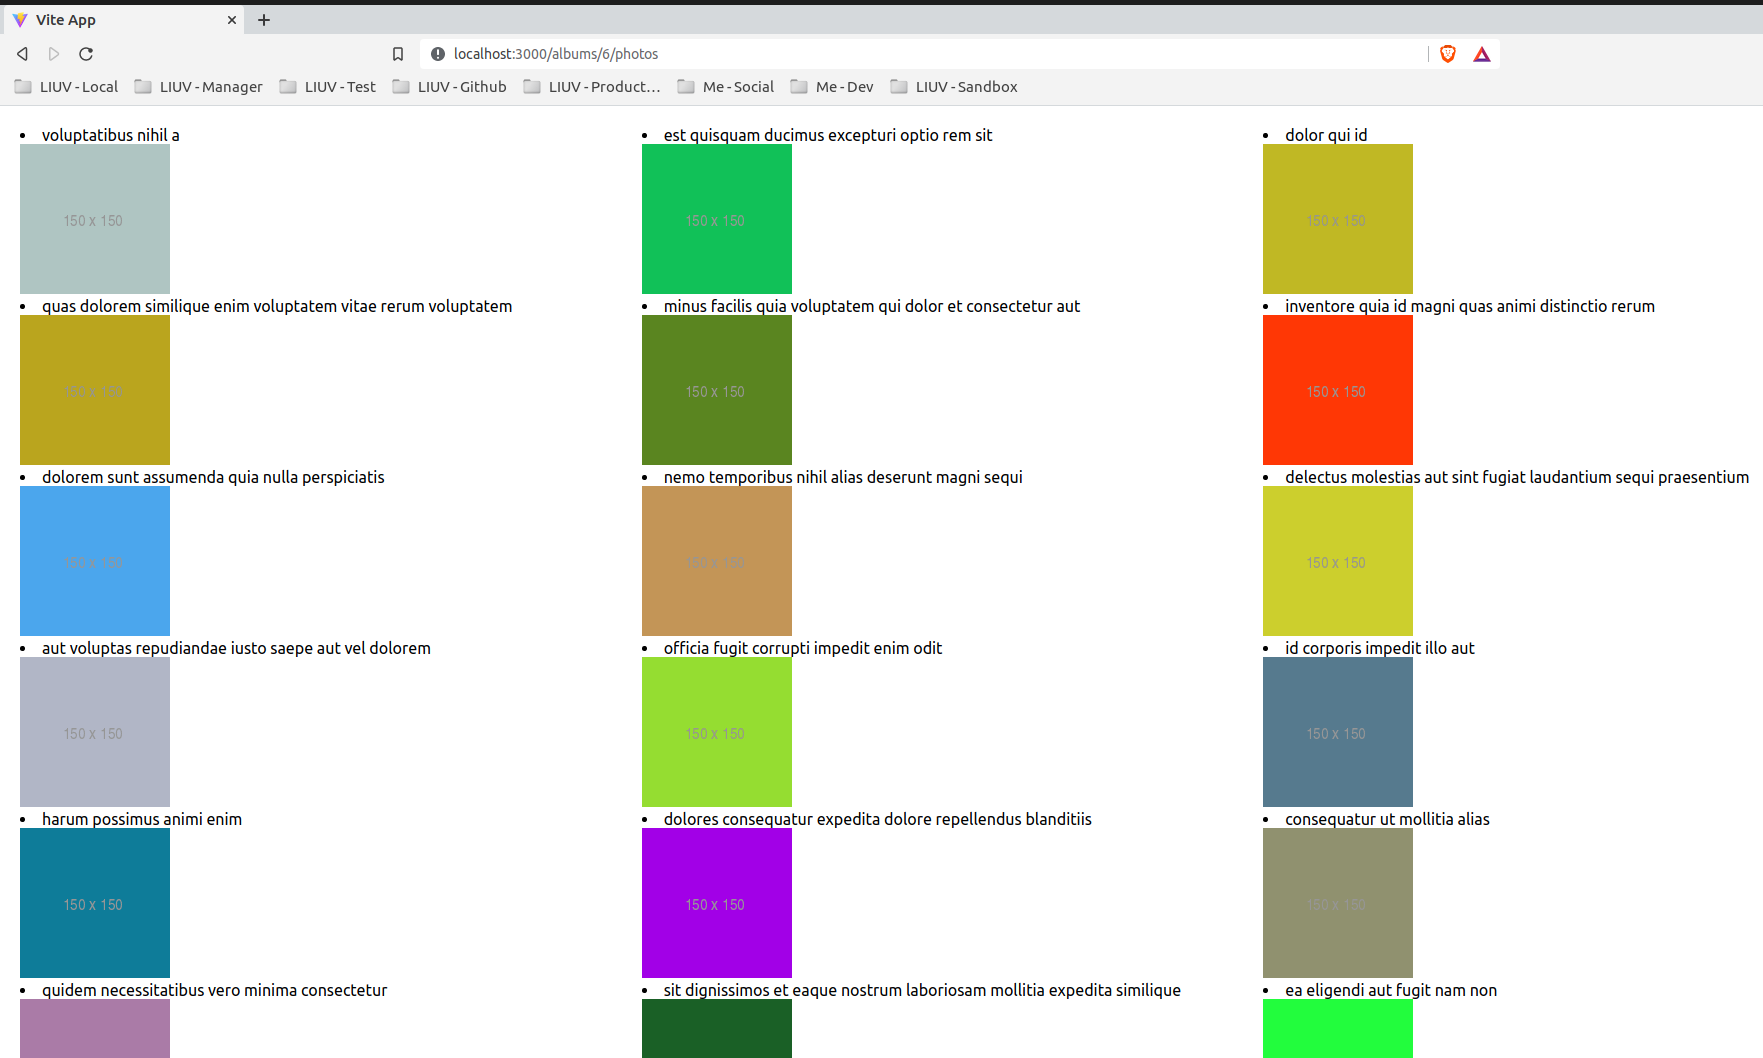 Vite App
localhost:3000/albums/6/photos
LIUV - Local LIUV - Manager LIUV - Test LIUV - Github LIUV - Product... Me - Social Me - Dev LIUV - Sandbox
voluptatibus nihil a
est quisquam ducimus excepturi optio rem sit
dolor qui id
150 x 150
150 x 150
150 x 150
quas dolorem similique enim voluptatem vitae rerum voluptatem
minus facilis quia voluptatem qui dolor et consectetur aut
inventore quia id magni quas animi distinctio rerum
150 x 150
150 x 150
150 x 150
dolorem sunt assumenda quia nulla perspiciatis
nemo temporibus nihil alias deserunt magni sequi
delectus molestias aut sint fugiat laudantium sequi praesentium
150 x 150
150 x 150
150 x 150
aut voluptas repudiandae iusto saepe aut vel dolorem
officia fugit corrupti impedit enim odit
id corporis impedit illo aut
150 x 150
150 x 150
150 x 150
harum possimus animi enim
dolores consequatur expedita dolore repellendus blanditiis
consequatur ut mollitia alias
150 x 150
150 x 150
150 x 150
quidem necessitatibus vero minima consectetur
sit dignissimos et eaque nostrum laboriosam mollitia expedita similique
ea eligendi aut fugit nam non